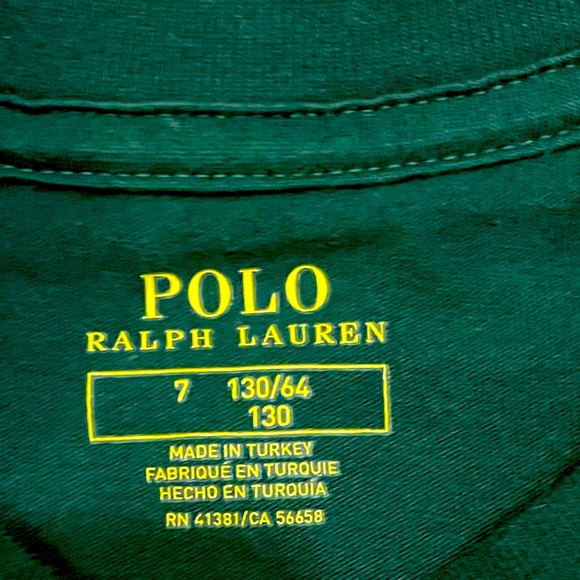 POLO
RALPH LAUREN
7 130/64
130
MADE IN TURKEY
FABRIQUÉ EN TURQUIE
HECHO EN TURQUÍA
RN 41381/CA 56658